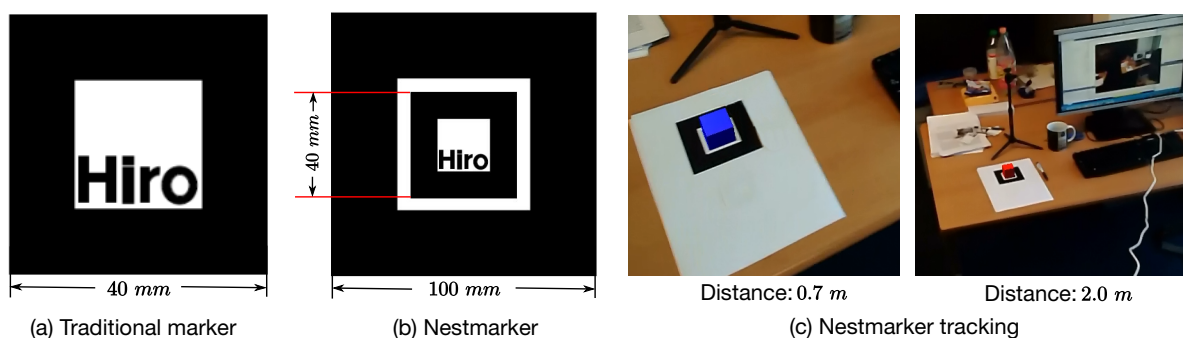 Hiro
40 mm
(a) Traditional marker
40 mm
Hiro
100 mm
(b) Nestmarker
Distance: 0.7 m
Distance: 2.0 m
(c) Nestmarker tracking